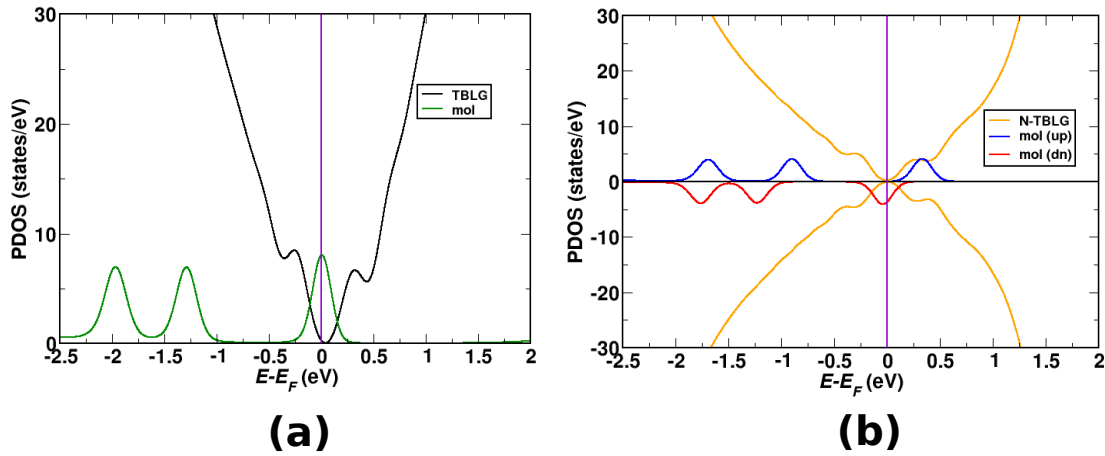 30
20
10
0
PDOS (states/eV)
-2.5 -2 -1.5 -1 -0.5 0 0.5 1 1.5 2
E-E_F (eV)
TBLG
mol
(a)
30
20
10
0
-10
-20
-30
PDOS (states/eV)
-2.5 -2 -1.5 -1 -0.5 0 0.5 1 1.5 2
E-E_F (eV)
N-TBLG
mol (up)
mol (dn)
(b)